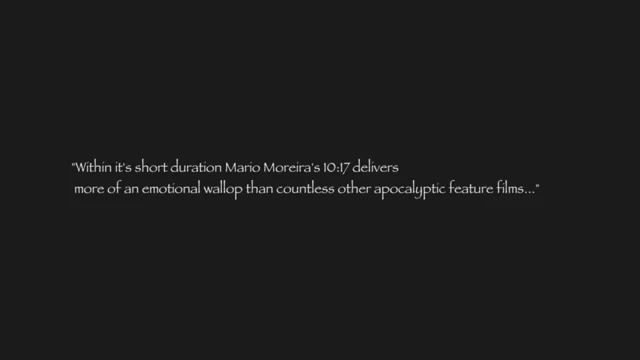 "Within it's short duration Mario Moreira's 10:17 delivers
more of an emotional wallop than countless other apocalyptic feature films..."